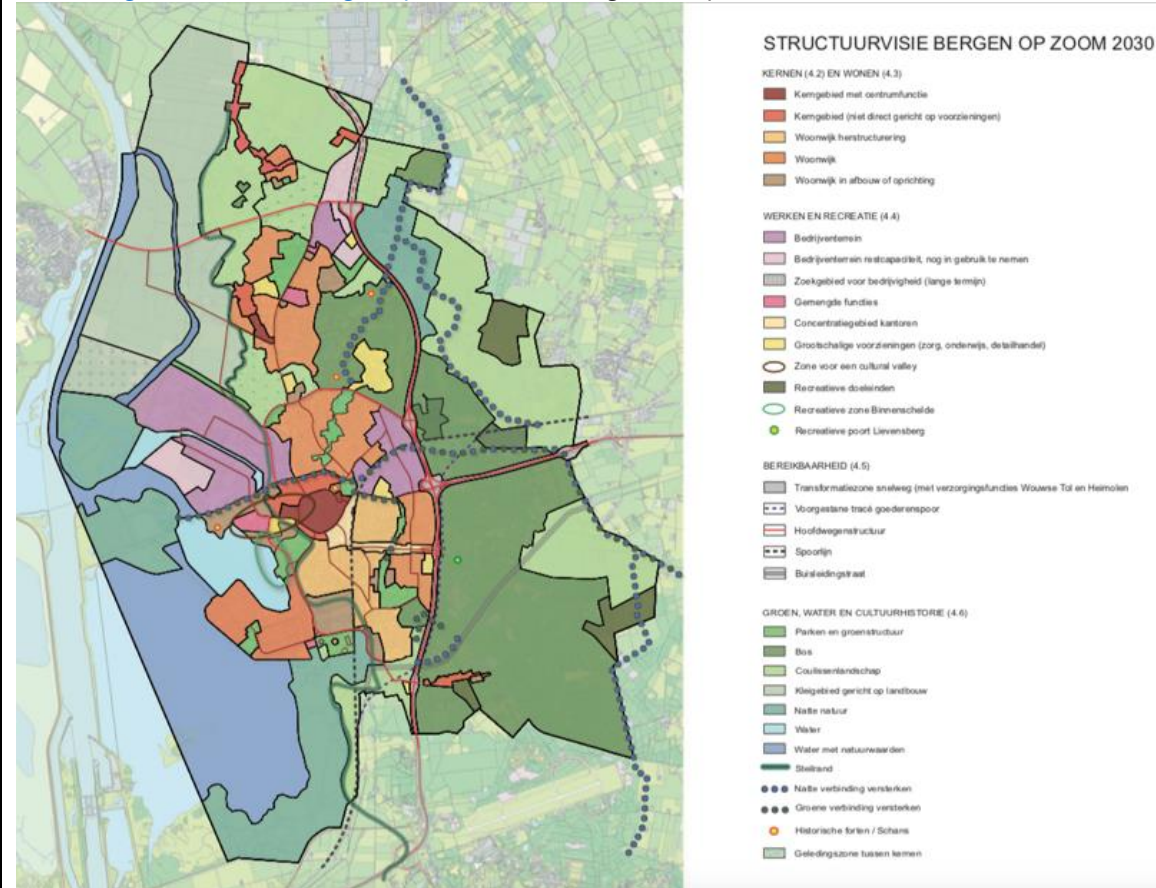 STRUCTUURVISIE BERGEN OP ZOOM 2030
KERNEN (4.2) EN WONEN (4.3)
Kerngebied met centrumfunctie
Kerngebied (niet direct gericht op voorzieningen)
Woonwijk herstructurering
Woonwijk
Woonwijk in afbouw of oprichting
WERKEN EN RECREATIE (4.4)
Bedrijventerrein
Bedrijventerrein restcapaciteit, nog in gebruik te nemen
Zoekgebied voor bedrijvigheid (lange termijn)
Gemengde functies
Concentratiegebied kantoren
Grootschalige voorzieningen (zorg, onderwijs, detailhandel)
Zone voor een cultural valley
Recreatieve doeleinden
Recreatieve zone Binnenschelde
Recreatieve poort Lievensberg
BEREIKBAARHEID (4.5)
Transformatiezone snelweg (met verzorgingsfuncties Wouwse Tol en Heimolen
Voorgestane tracé goederenspoor
Hoofdwegenstructuur
Spoorlijn
Buisleidingstraat
GROEN, WATER EN CULTUURHISTORIE (4.6)
Parken en groenstructuur
Bos
Coulissenlandschap
Kleigebied gericht op landbouw
Natte natuur
Water
Water met natuurwaarden
Steilrand
Natte verbinding versterken
Groene verbinding versterken
Historische forten / Schans
Geledingszone tussen kernen